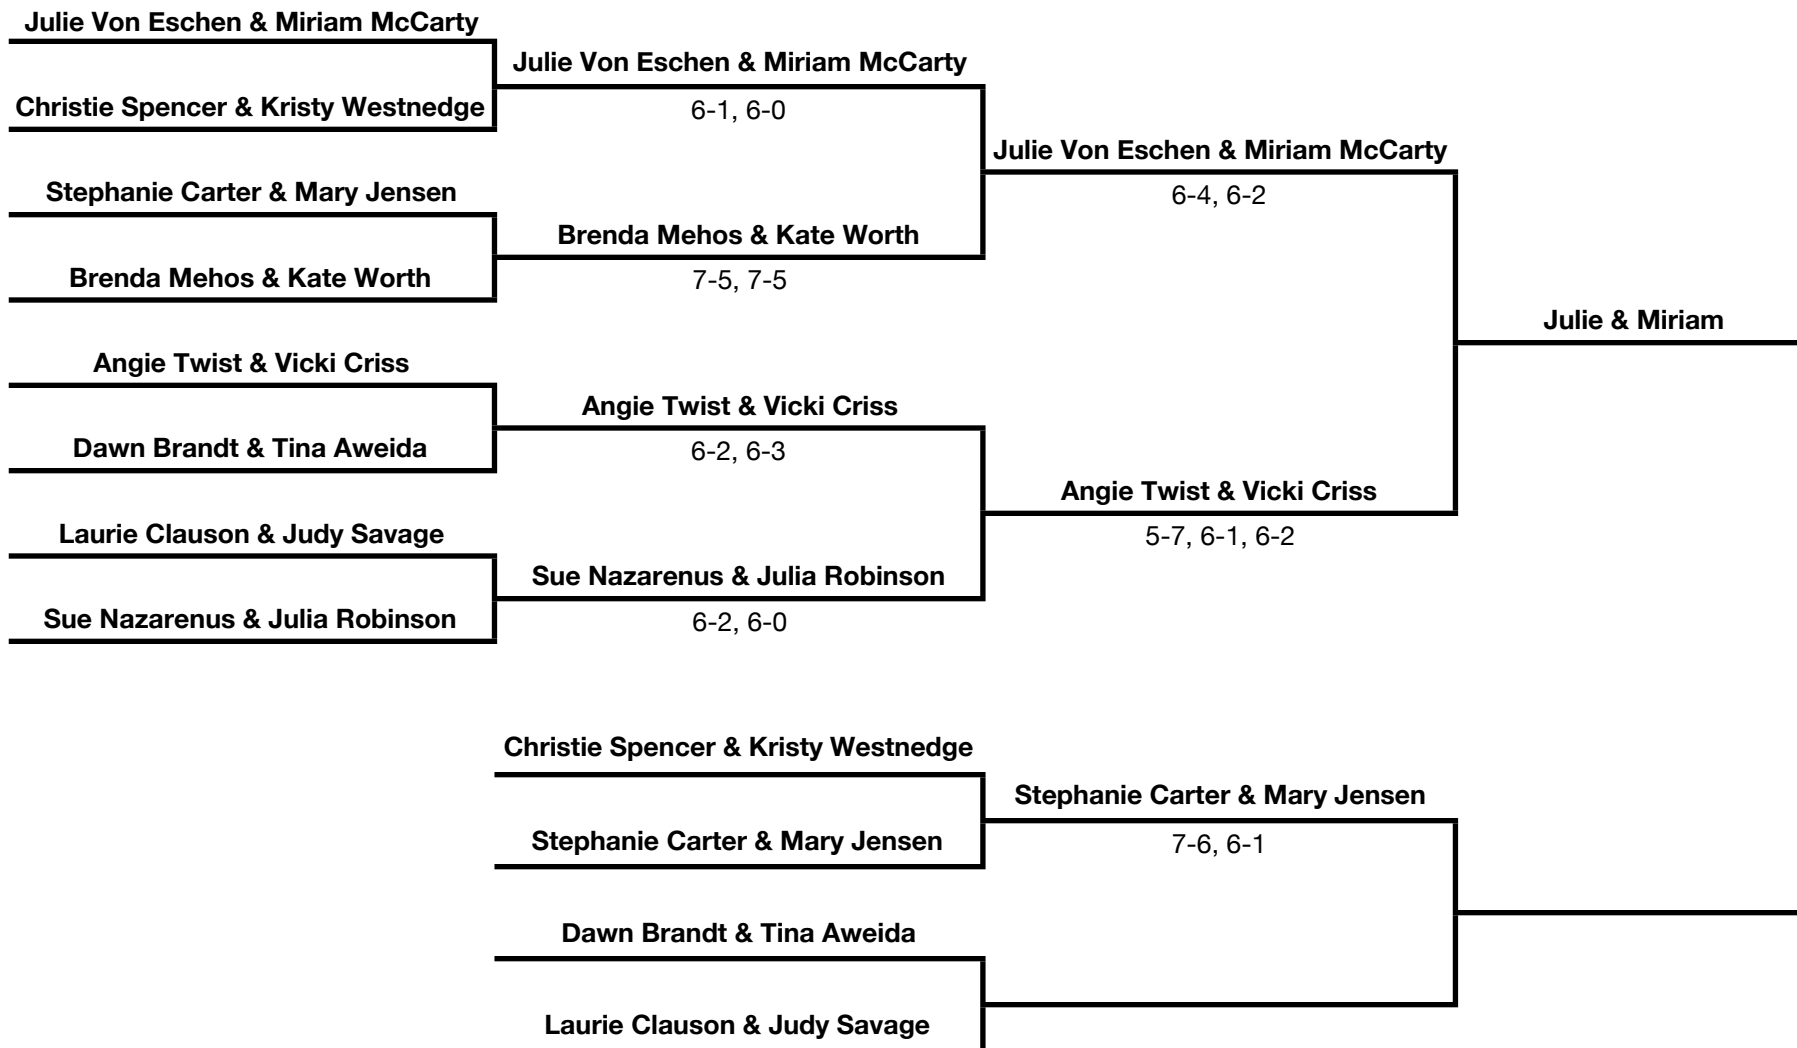 Julie Von Eschen & Miriam McCarty
Julie Von Eschen & Miriam McCarty
Christie Spencer & Kristy Westnedge
6-1, 6-0
Julie Von Eschen & Miriam McCarty
Stephanie Carter & Mary Jensen
6-4, 6-2
Brenda Mehos & Kate Worth
Brenda Mehos & Kate Worth
7-5, 7-5
Julie & Miriam
Angie Twist & Vicki Criss
Angie Twist & Vicki Criss
Dawn Brandt & Tina Aweida
6-2, 6-3
Angie Twist & Vicki Criss
Laurie Clauson & Judy Savage
5-7, 6-1, 6-2
Sue Nazarenus & Julia Robinson
Sue Nazarenus & Julia Robinson
6-2, 6-0
Christie Spencer & Kristy Westnedge
Stephanie Carter & Mary Jensen
Stephanie Carter & Mary Jensen
7-6, 6-1
Dawn Brandt & Tina Aweida
Laurie Clauson & Judy Savage